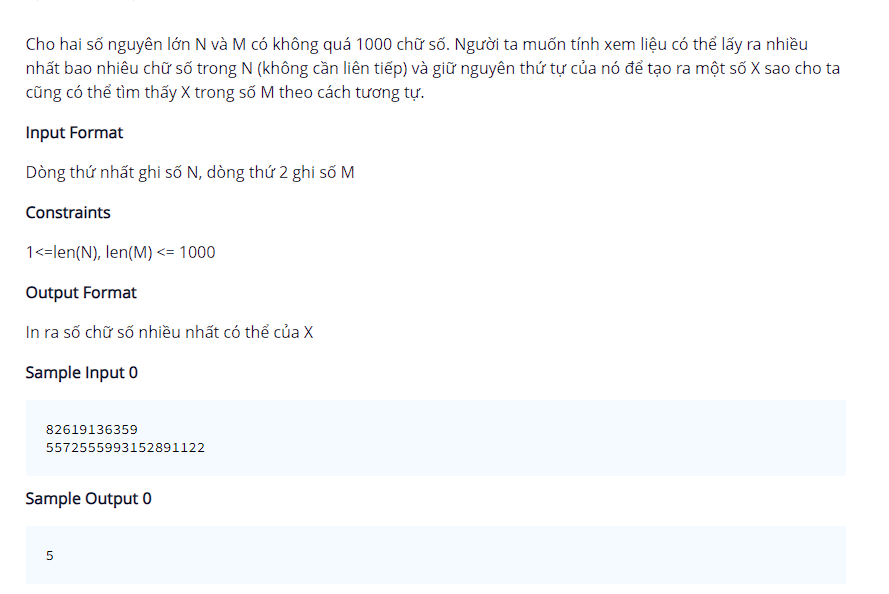 Cho hai số nguyên lớn N và M có không quá 1000 chữ số. Người ta muốn tính xem liệu có thể lấy ra nhiều
nhất bao nhiêu chữ số trong N (không cần liên tiếp) và giữ nguyên thứ tự của nó để tạo ra một số X sao cho ta
cũng có thể tìm thấy X trong số M theo cách tương tự.
Input Format
Dòng thứ nhất ghi số N, dòng thứ 2 ghi số M
Constraints
1<=len(N), len(M) <= 1000
Output Format
In ra số chữ số nhiều nhất có thể của X
Sample Input 0
82619136359
5572555993152891122
Sample Output 0
5